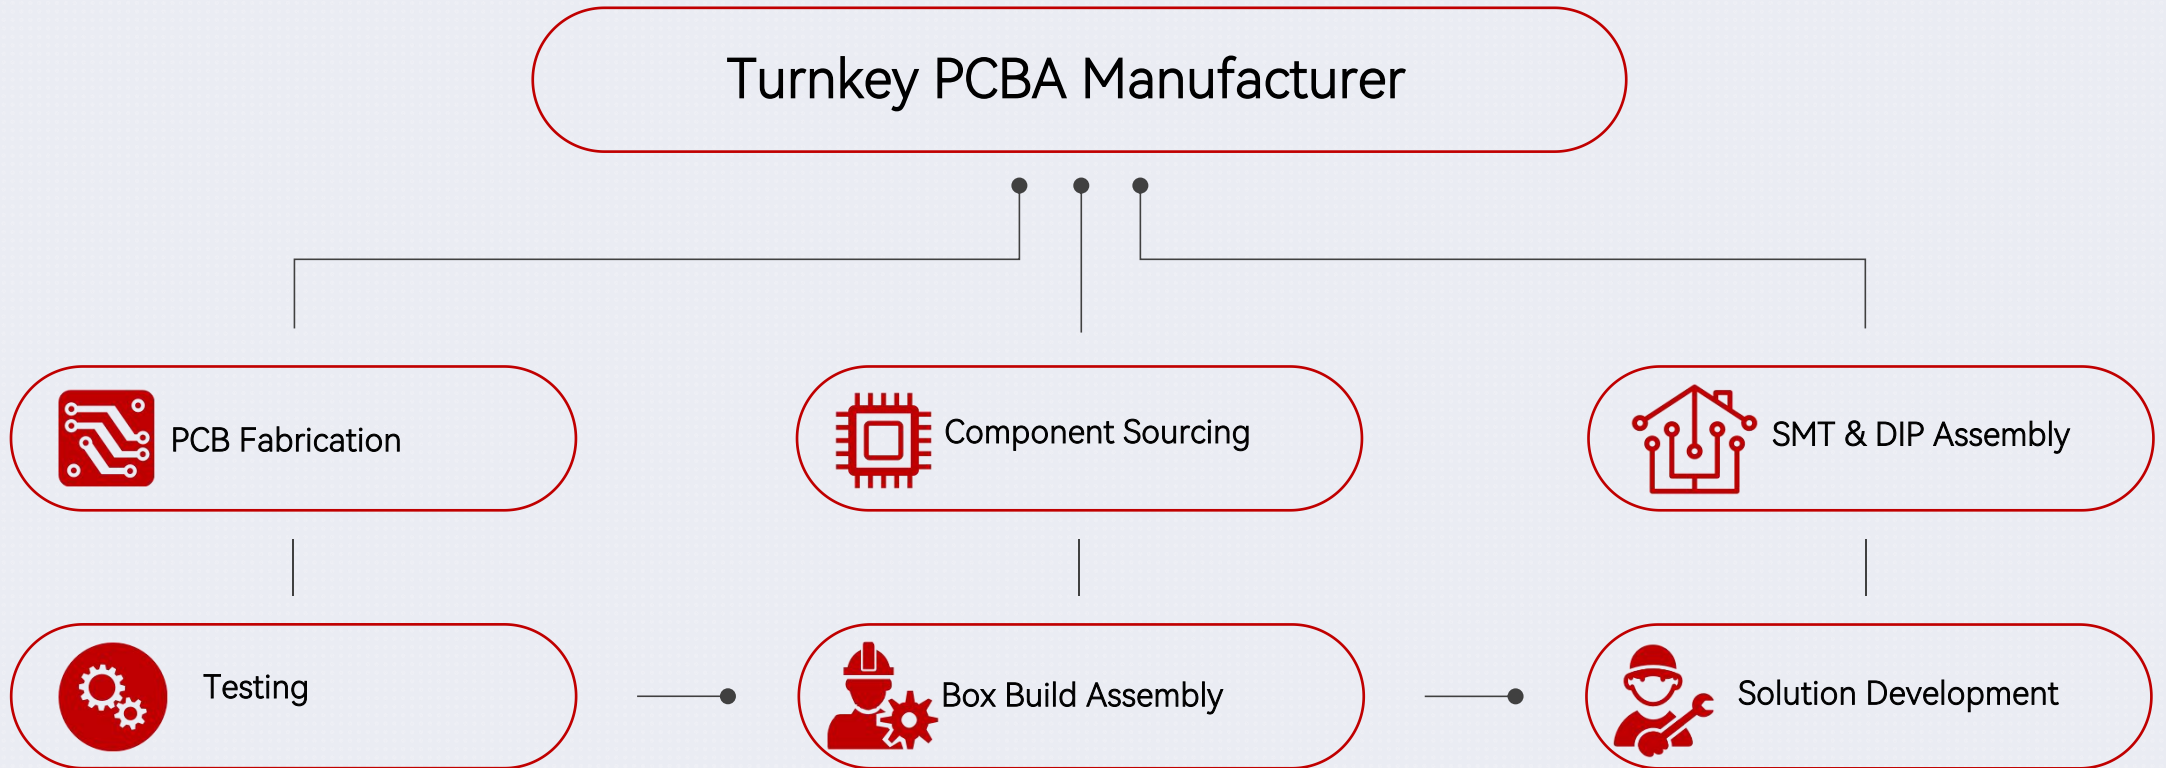 Turnkey PCBA Manufacturer
PCB Fabrication
Component Sourcing
SMT & DIP Assembly
Testing
Box Build Assembly
Solution Development